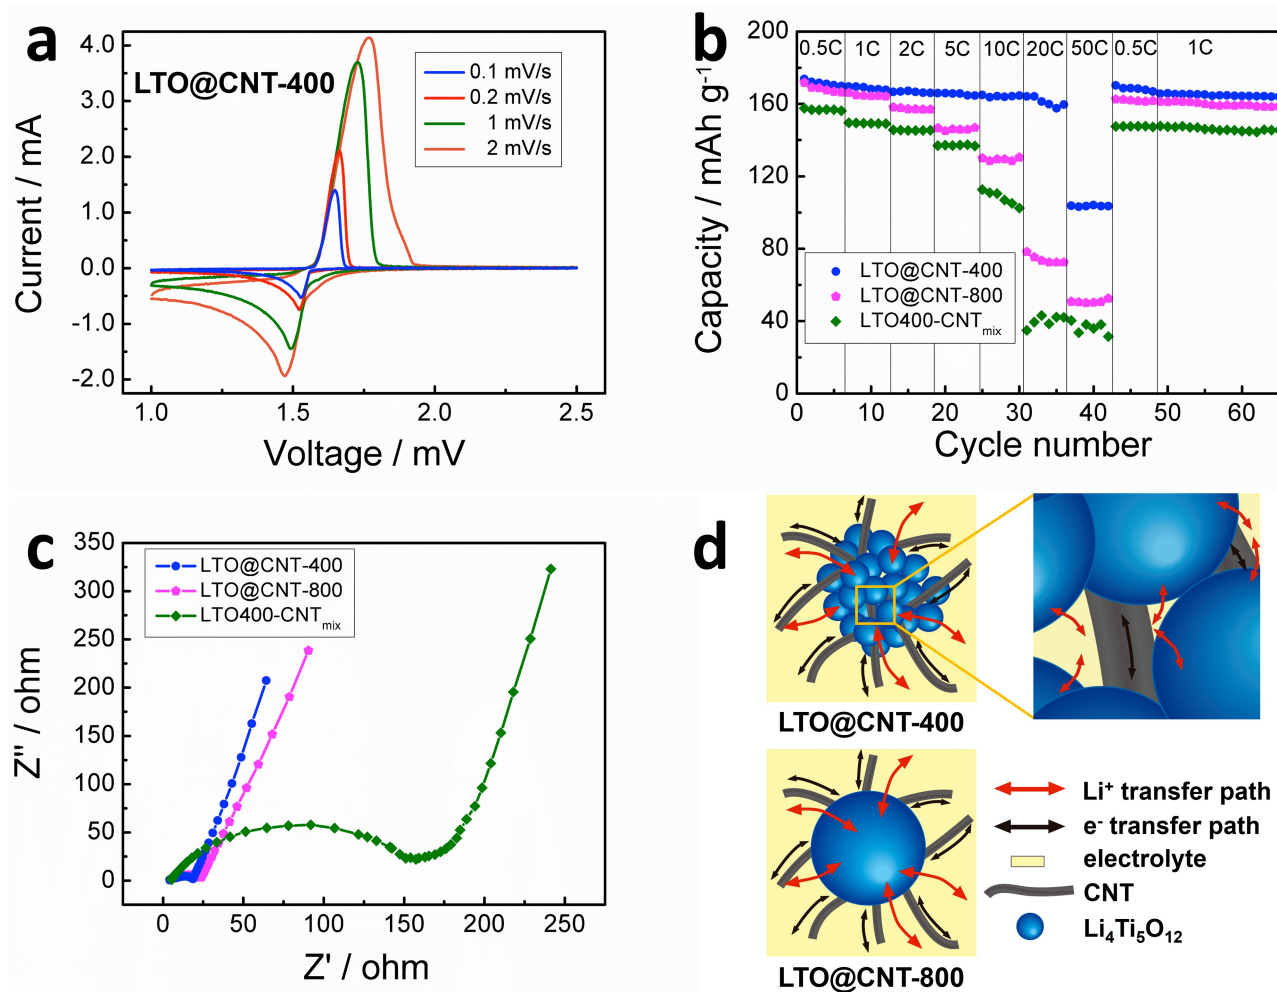 a
LTO@CNT-400
0.1 mV/s
0.2 mV/s
1 mV/s
2 mV/s
4.0
3.0
2.0
1.0
0.0
-1.0
-2.0
Current / mA
1.0 1.5 2.0 2.5
Voltage / mV
b
200
160
120
80
40
0
Capacity / mAh g⁻¹
0.5C 1C 2C 5C 10C 20C 50C 0.5C 1C
LTO@CNT-400
LTO@CNT-800
LTO400-CNTmix
0 10 20 30 40 50 60
Cycle number
c
350
300
250
200
150
100
50
0
Z'' / ohm
LTO@CNT-400
LTO@CNT-800
LTO400-CNTmix
0 50 100 150 200 250
Z' / ohm
d
LTO@CNT-400
LTO@CNT-800
Li⁺ transfer path
e⁻ transfer path
electrolyte
CNT
Li₄Ti₅O₁₂